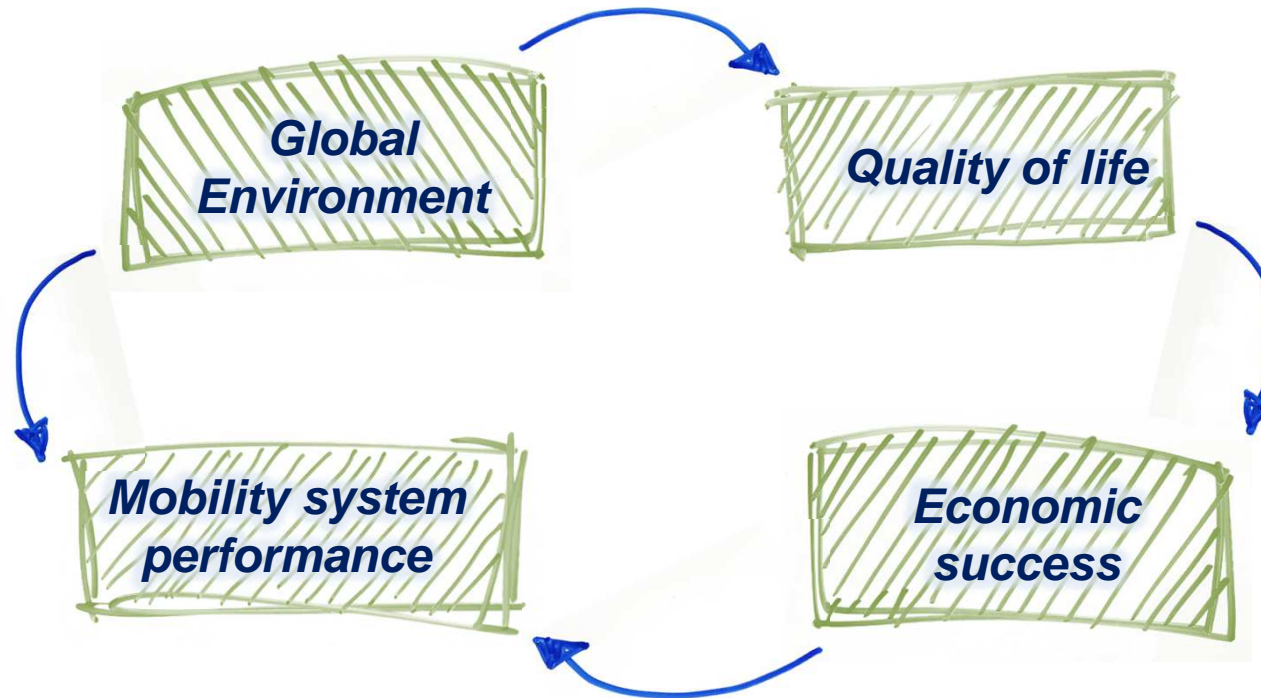 Global
Environment
Quality of life
Mobility system
performance
Economic
success